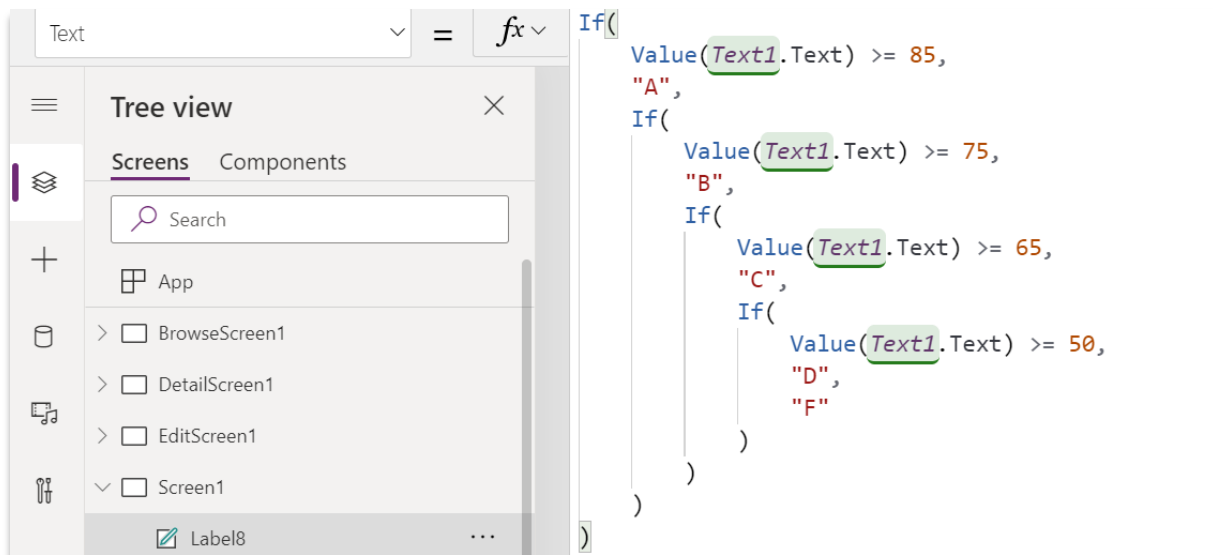 Text
=
fx
Tree view
Screens Components
Search
App
BrowseScreen1
DetailScreen1
EditScreen1
Screen1
Label8
If(
Value(Text1.Text) >= 85,
"A",
If(
Value(Text1.Text) >= 75,
"B",
If(
Value(Text1.Text) >= 65,
"C",
If(
Value(Text1.Text) >= 50,
"D",
"F"
)
)
)
)